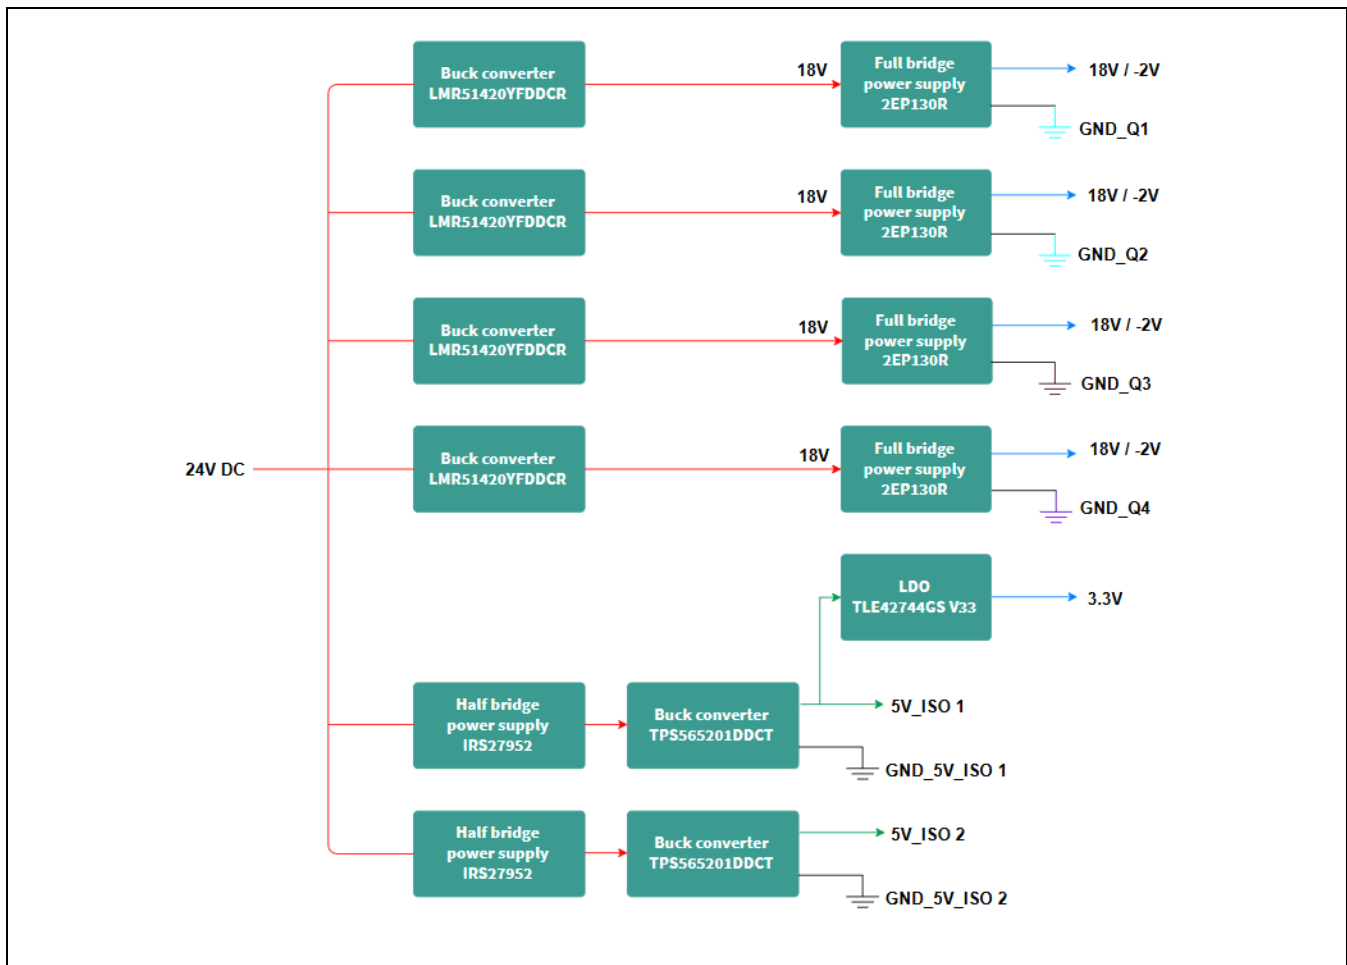 Buck converter
LMR51420YFDDCR
18V
Full bridge
power supply
2EP130R
18V / -2V
GND_Q1
Buck converter
LMR51420YFDDCR
18V
Full bridge
power supply
2EP130R
18V / -2V
GND_Q2
Buck converter
LMR51420YFDDCR
18V
Full bridge
power supply
2EP130R
18V / -2V
GND_Q3
24V DC
Buck converter
LMR51420YFDDCR
18V
Full bridge
power supply
2EP130R
18V / -2V
GND_Q4
LDO
TLE42744GS V33
3.3V
Half bridge
power supply
IRS27952
Buck converter
TPS565201DDCT
5V_ISO 1
GND_5V_ISO 1
Half bridge
power supply
IRS27952
Buck converter
TPS565201DDCT
5V_ISO 2
GND_5V_ISO 2